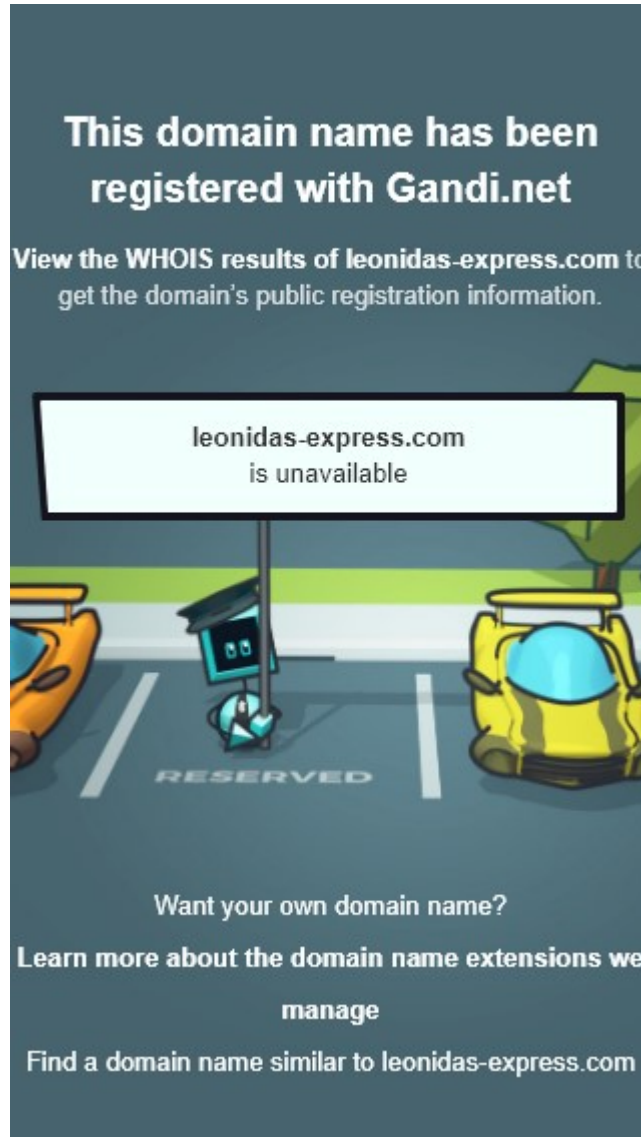 This domain name has been
registered with Gandi.net
View the WHOIS results of leonidas-express.com to
get the domain's public registration information.
leonidas-express.com
is unavailable
RESERVED
Want your own domain name?
Learn more about the domain name extensions we
manage
Find a domain name similar to leonidas-express.com